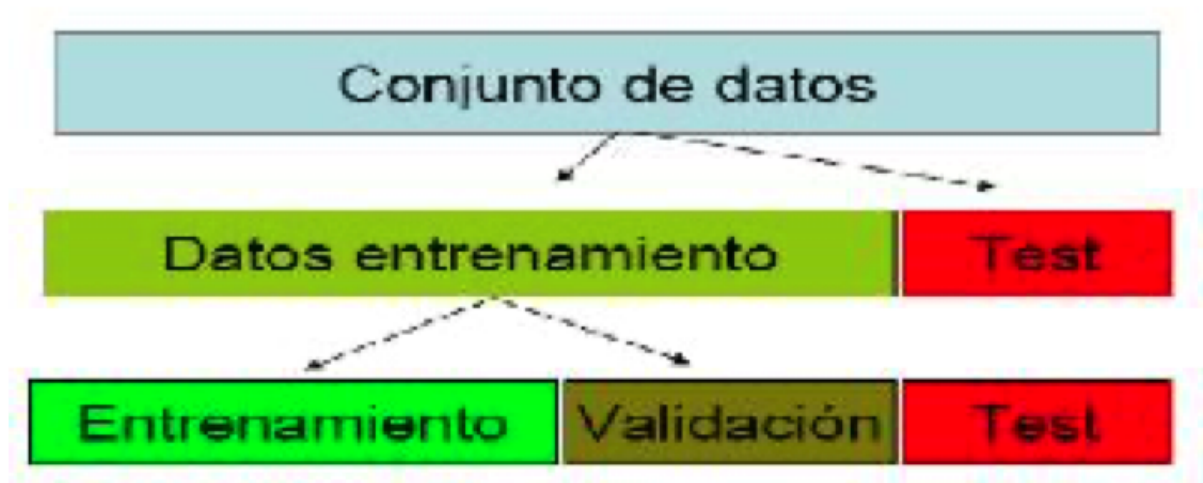 Conjunto de datos
Datos entrenamiento Test
Entrenamiento Validación Test